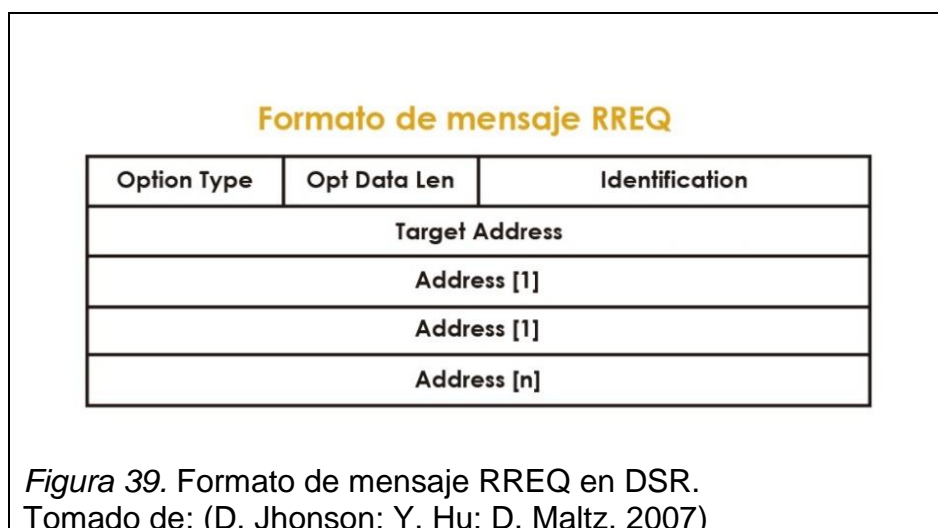 Formato de mensaje RREQ
Option Type Opt Data Len Identification
Target Address
Address [1]
Address [1]
Address [n]
Figura 39. Formato de mensaje RREQ en DSR.
Tomado de: (D. Jhonson; Y. Hu; D. Maltz, 2007)